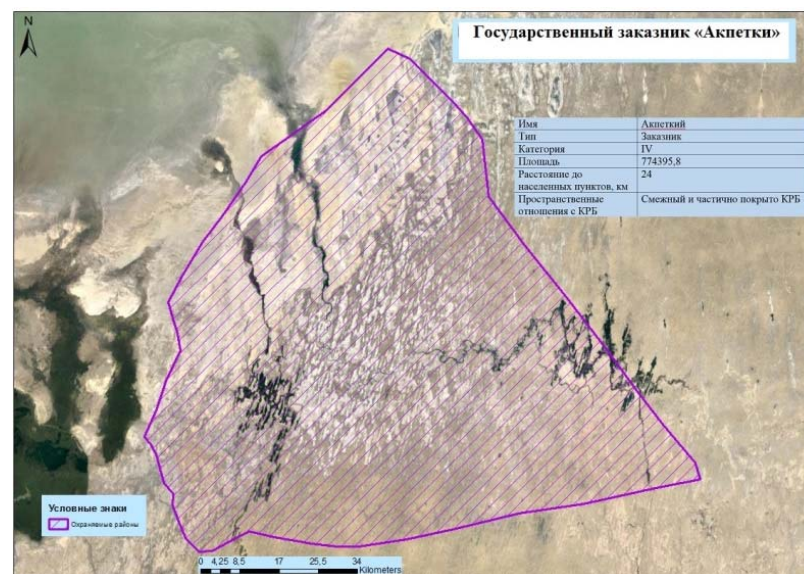 N
Государственный заказник «Акпетки»
Имя Акпеткий
Тип Заказник
Категория IV
Площадь 774395,8
Расстояние до населенных пунктов, км 24
Пространственные отношения с КРБ Смежный и частично покрыто КРБ
Условные знаки
Охраняемые районы
0 4,25 8,5 17 25,5 34
Kilometers